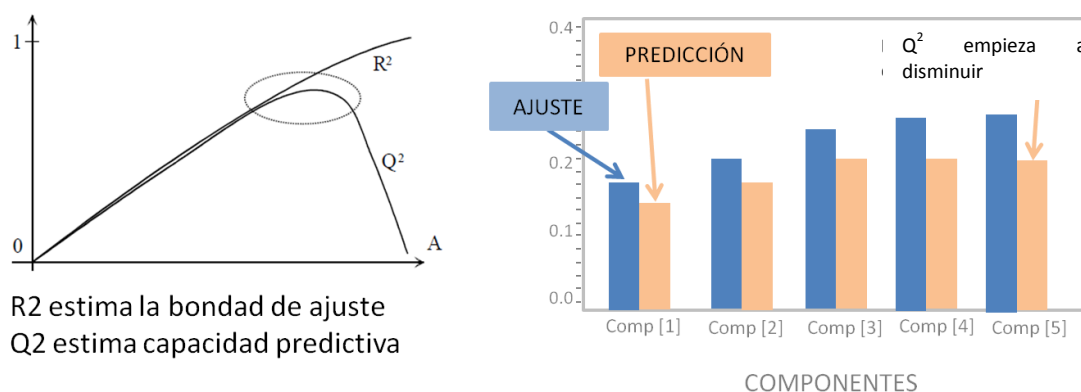 1
R²
Q²
0
A
R2 estima la bondad de ajuste
Q2 estima capacidad predictiva
0.4
PREDICCIÓN
Q² empieza a
disminuir
AJUSTE
0.2
0.1
0.0
Comp [1]
Comp [2]
Comp [3]
Comp [4]
Comp [5]
COMPONENTES